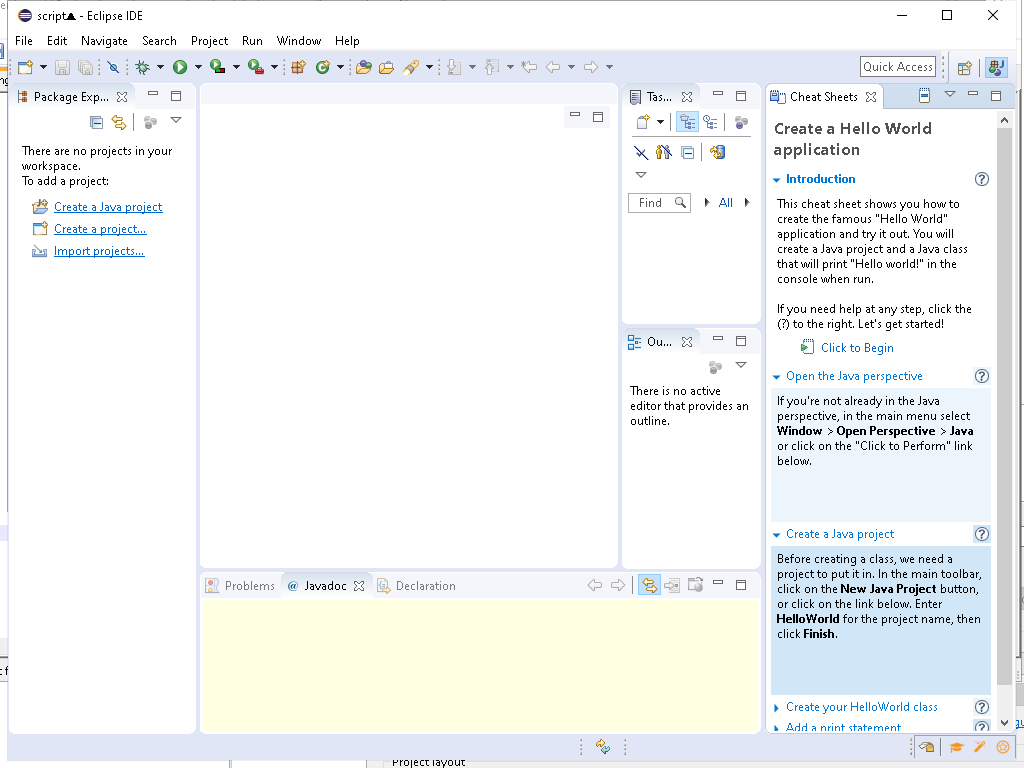 script▲ - Eclipse IDE
File Edit Navigate Search Project Run Window Help
Quick Access
Package Exp...
There are no projects in your
workspace.
To add a project:
Create a Java project
Create a project...
Import projects...
Tas...
Find
All
Ou...
There is no active
editor that provides an
outline.
Problems @ Javadoc Declaration
Cheat Sheets
Create a Hello World
application
Introduction
This cheat sheet shows you how to
create the famous "Hello World"
application and try it out. You will
create a Java project and a Java class
that will print "Hello world!" in the
console when run.
If you need help at any step, click the
(?) to the right. Let's get started!
Click to Begin
Open the Java perspective
If you're not already in the Java
perspective, in the main menu select
Window > Open Perspective > Java
or click on the "Click to Perform" link
below.
Create a Java project
Before creating a class, we need a
project to put it in. In the main toolbar,
click on the New Java Project button,
or click on the link below. Enter
HelloWorld for the project name, then
click Finish.
Create your HelloWorld class
Add a print statement
Project layout